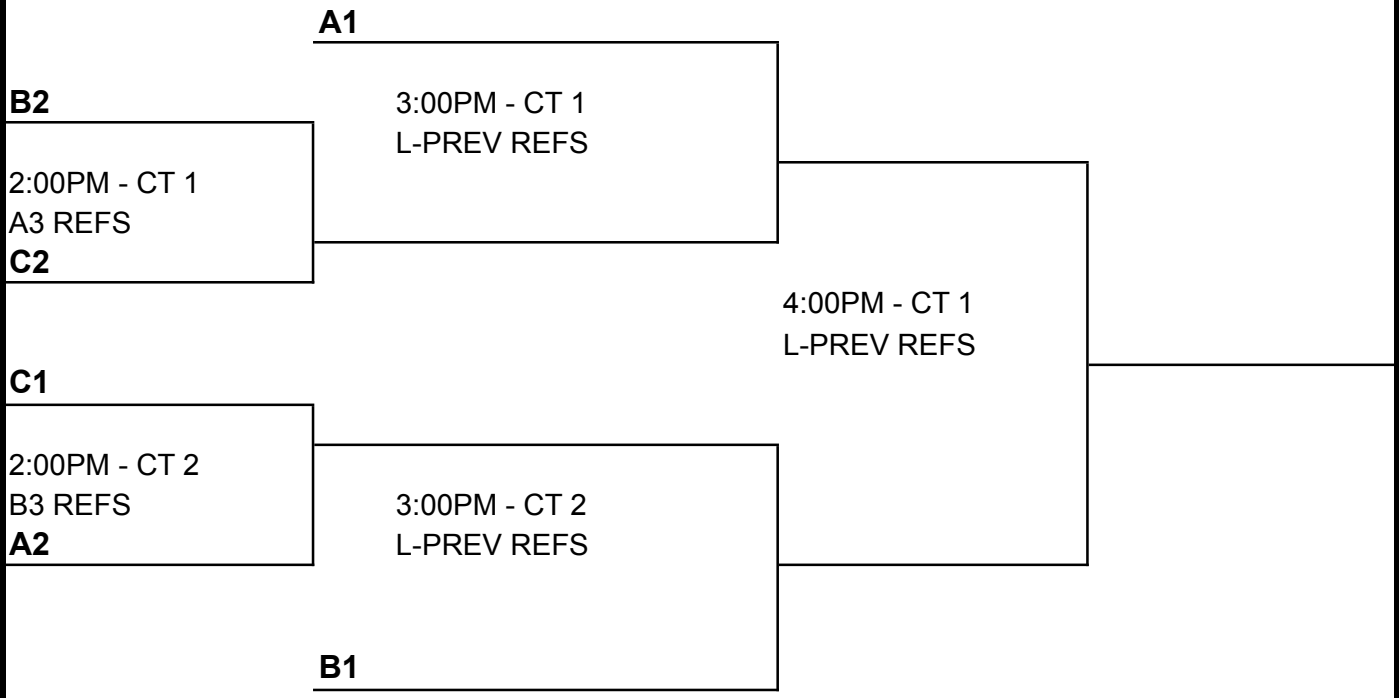 A1
B2
3:00PM - CT 1
L-PREV REFS
2:00PM - CT 1
A3 REFS
C2
4:00PM - CT 1
L-PREV REFS
C1
2:00PM - CT 2
B3 REFS
A2
3:00PM - CT 2
L-PREV REFS
B1